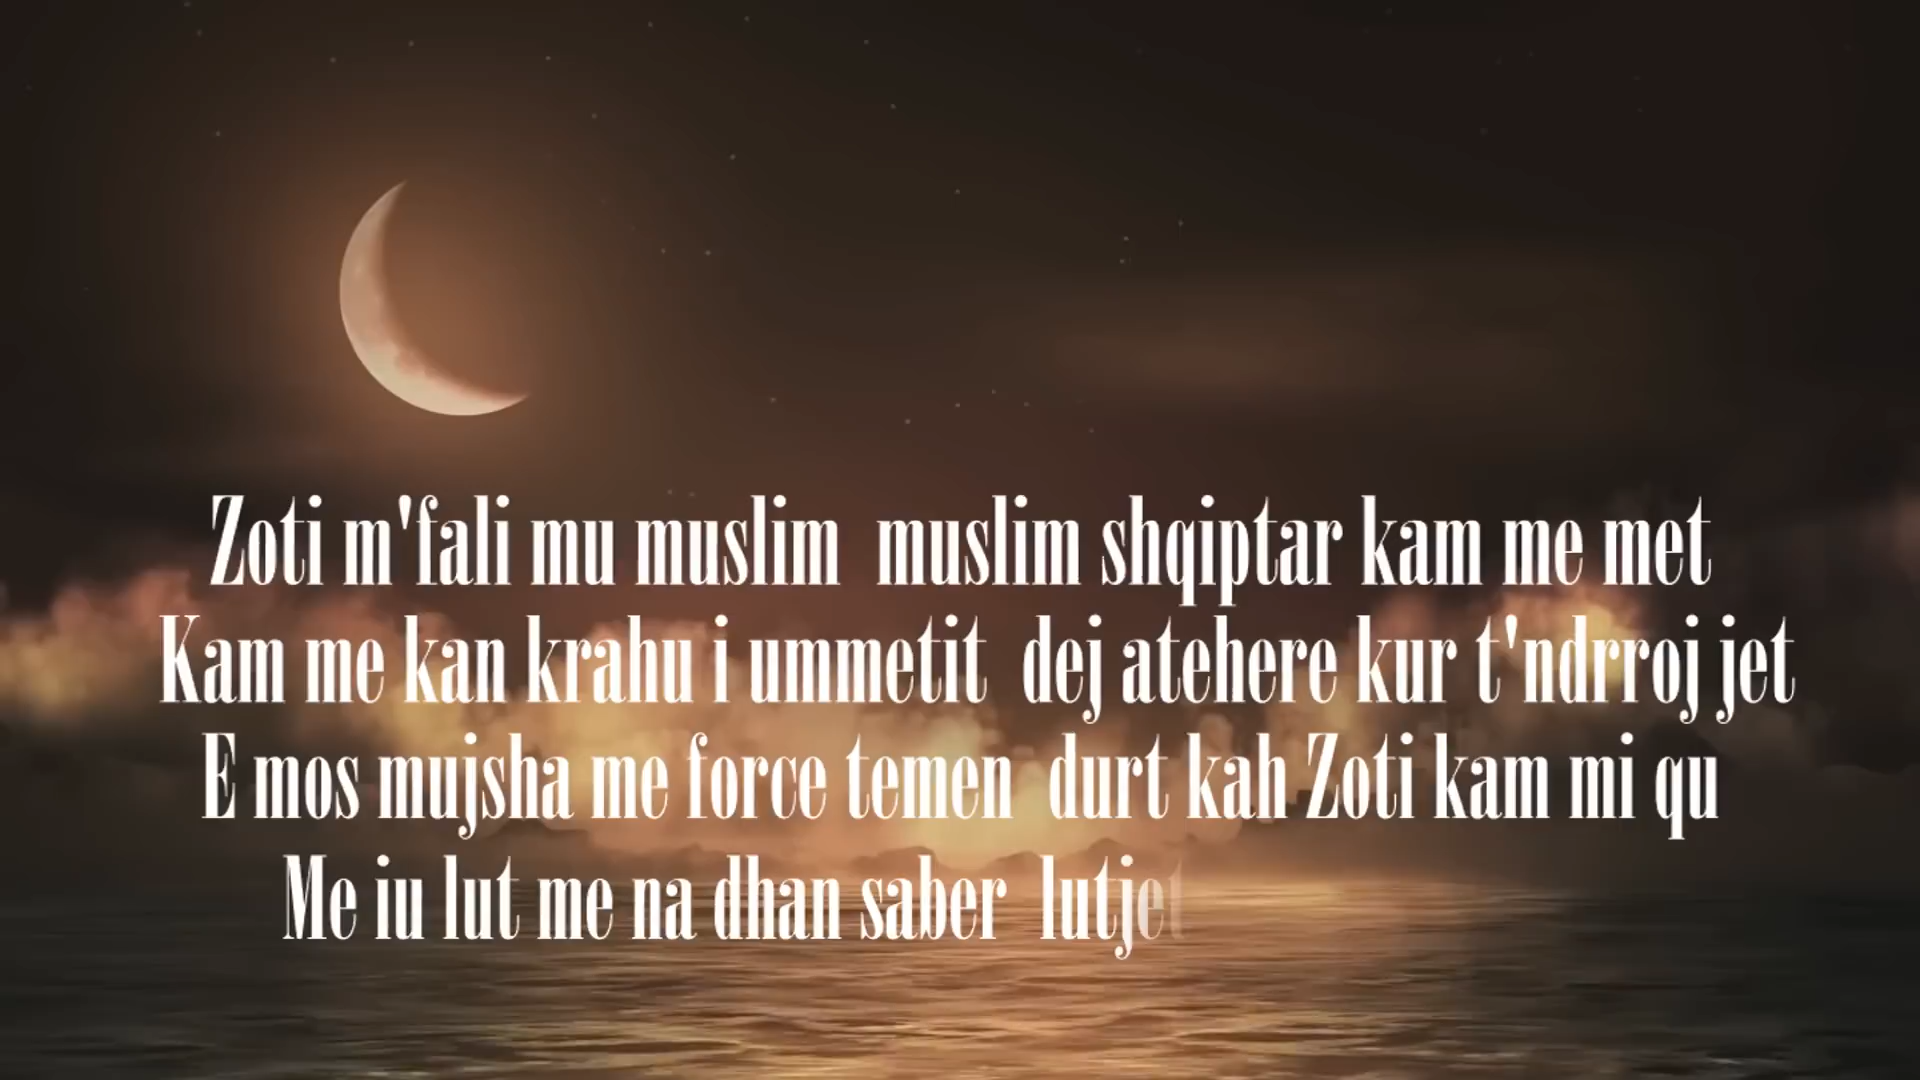 Zoti m'fali mu muslim  muslim shqiptar kam me met
Kam me kan krahu i ummetit  dej atehere kur t'ndrroj jet
E mos mujsha me force temen  durt kah Zoti kam mi qu
Me iu lut me na dhan saber  lutjet